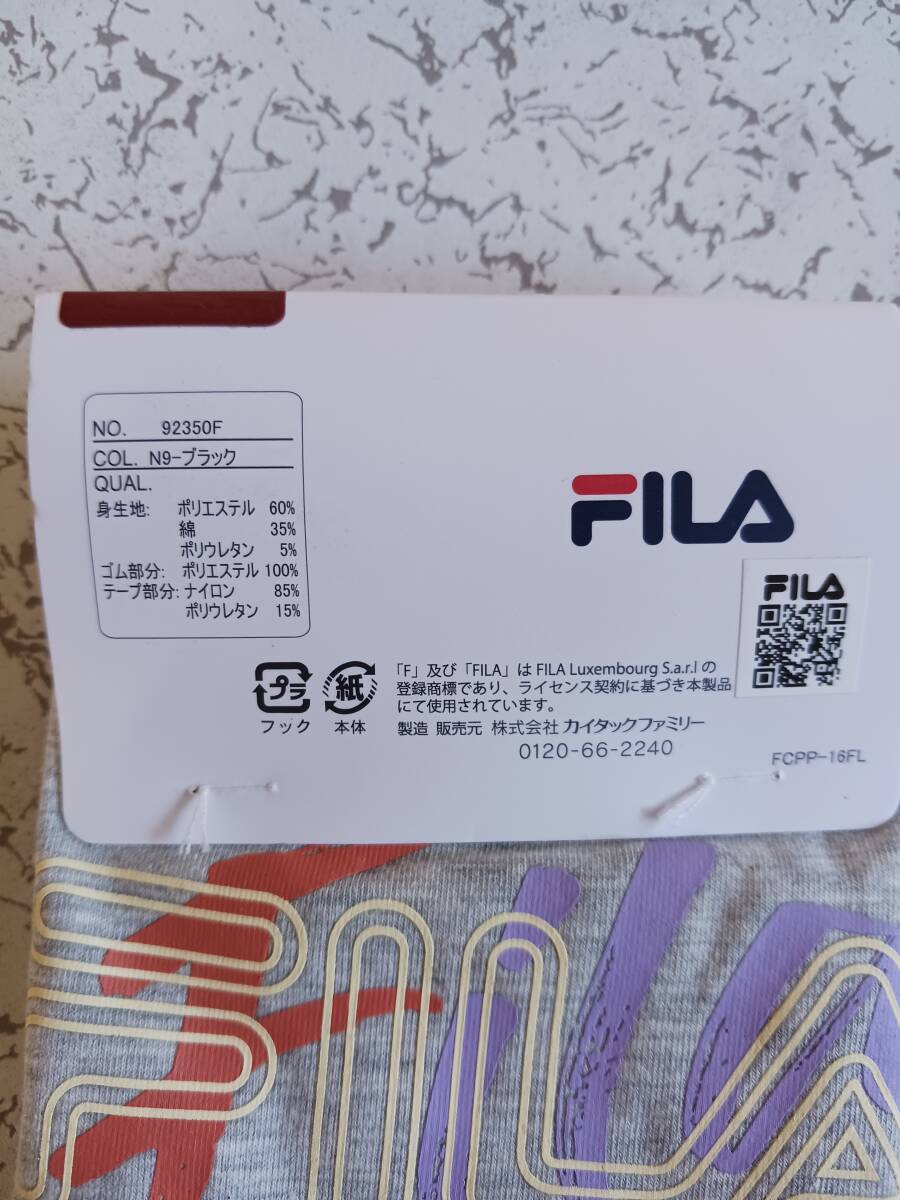 NO. 92350F
COL. N9-ブラック
QUAL.
身生地: ポリエステル 60%
綿 35%
ポリウレタン 5%
ゴム部分: ポリエステル 100%
テープ部分: ナイロン 85%
ポリウレタン 15%
FILA
FILA
プラ
フック
紙
本体
「F」及び「FILA」は FILA Luxembourg S.a.r.l の
登録商標であり、ライセンス契約に基づき本製品
にて使用されています。
製造 販売元 株式会社 カイタックファミリー
0120-66-2240
FCPP-16FL
FILA